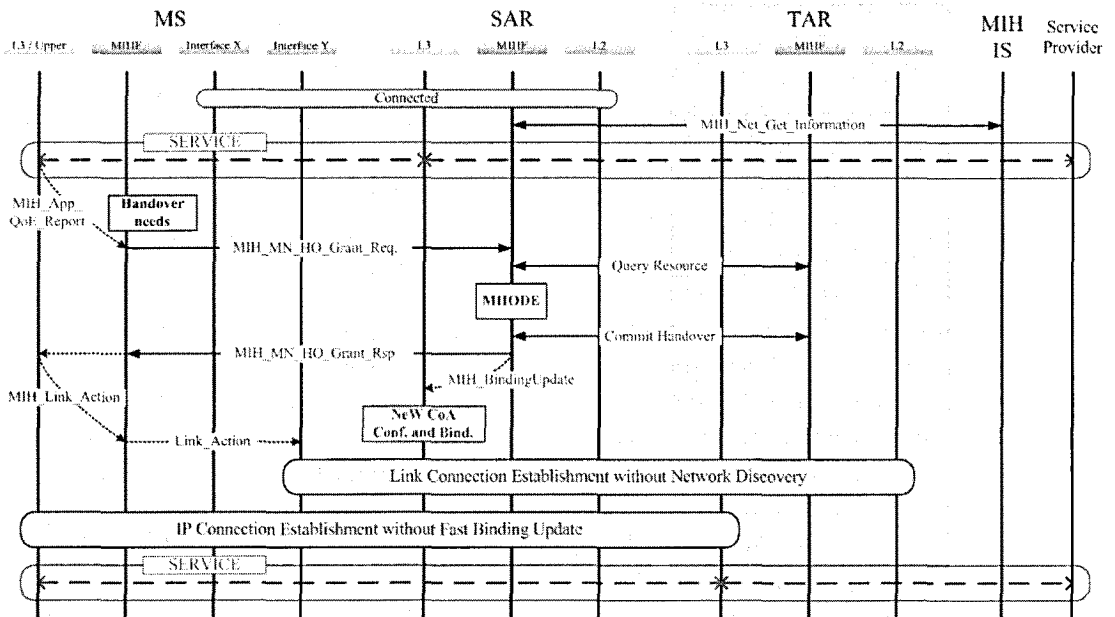 MS
SAR
TAR
MIH
IS
Service
Provider
L3 / Upper
MIHF
Interface X
Interface Y
L3
MIHF
L2
L3
MIHF
L2
Connected
MIH_Net_Get_Information
SERVICE
MIH_App_
QoE_Report
Handover
needs
MIH_MN_HO_Grant_Req.
Query Resource
MIHODE
Commit Handover
MIH_MN_HO_Grant_Rsp
MIH_BindingUpdate
MIH_Link_Action
NeW CoA
Conf. and Bind.
Link_Action
Link Connection Establishment without Network Discovery
IP Connection Establishment without Fast Binding Update
SERVICE